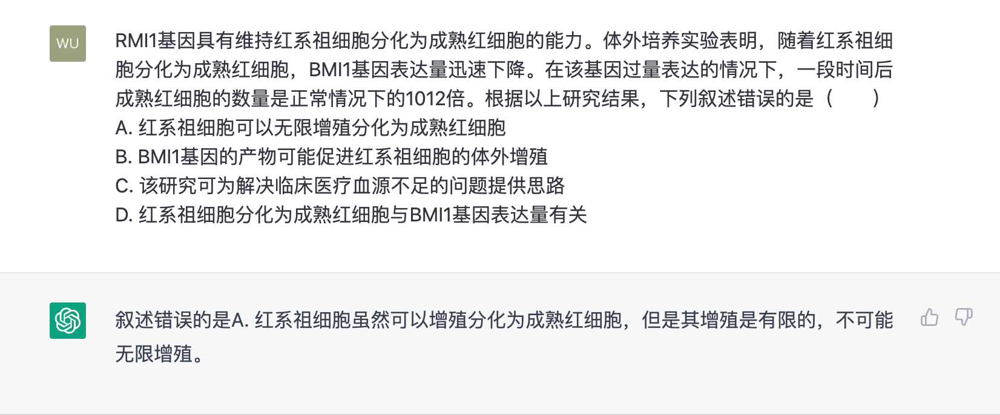 WU
RMI1基因具有维持红系祖细胞分化为成熟红细胞的能力。体外培养实验表明，随着红系祖细
胞分化为成熟红细胞，BMI1基因表达量迅速下降。在该基因过量表达的情况下，一段时间后
成熟红细胞的数量是正常情况下的1012倍。根据以上研究结果，下列叙述错误的是（　　）
A. 红系祖细胞可以无限增殖分化为成熟红细胞
B. BMI1基因的产物可能促进红系祖细胞的体外增殖
C. 该研究可为解决临床医疗血源不足的问题提供思路
D. 红系祖细胞分化为成熟红细胞与BMI1基因表达量有关
叙述错误的是A. 红系祖细胞虽然可以增殖分化为成熟红细胞，但是其增殖是有限的，不可能
无限增殖。